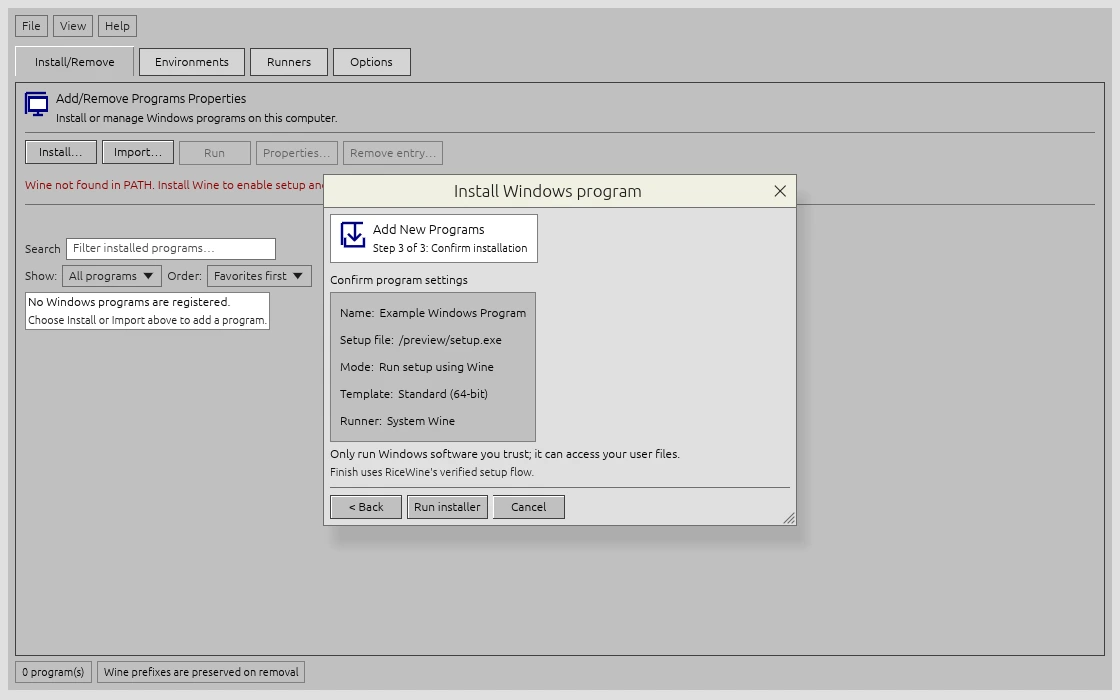 File View Help
Install/Remove Environments Runners Options
Add/Remove Programs Properties
Install or manage Windows programs on this computer.
Install... Import... Run Properties... Remove entry...
Wine not found in PATH. Install Wine to enable setup and
Search Filter installed programs...
Show: All programs Order: Favorites first
No Windows programs are registered.
Choose Install or Import above to add a program.
Install Windows program
Add New Programs
Step 3 of 3: Confirm installation
Confirm program settings
Name: Example Windows Program
Setup file: /preview/setup.exe
Mode: Run setup using Wine
Template: Standard (64-bit)
Runner: System Wine
Only run Windows software you trust; it can access your user files.
Finish uses RiceWine's verified setup flow.
< Back Run installer Cancel
0 program(s) Wine prefixes are preserved on removal